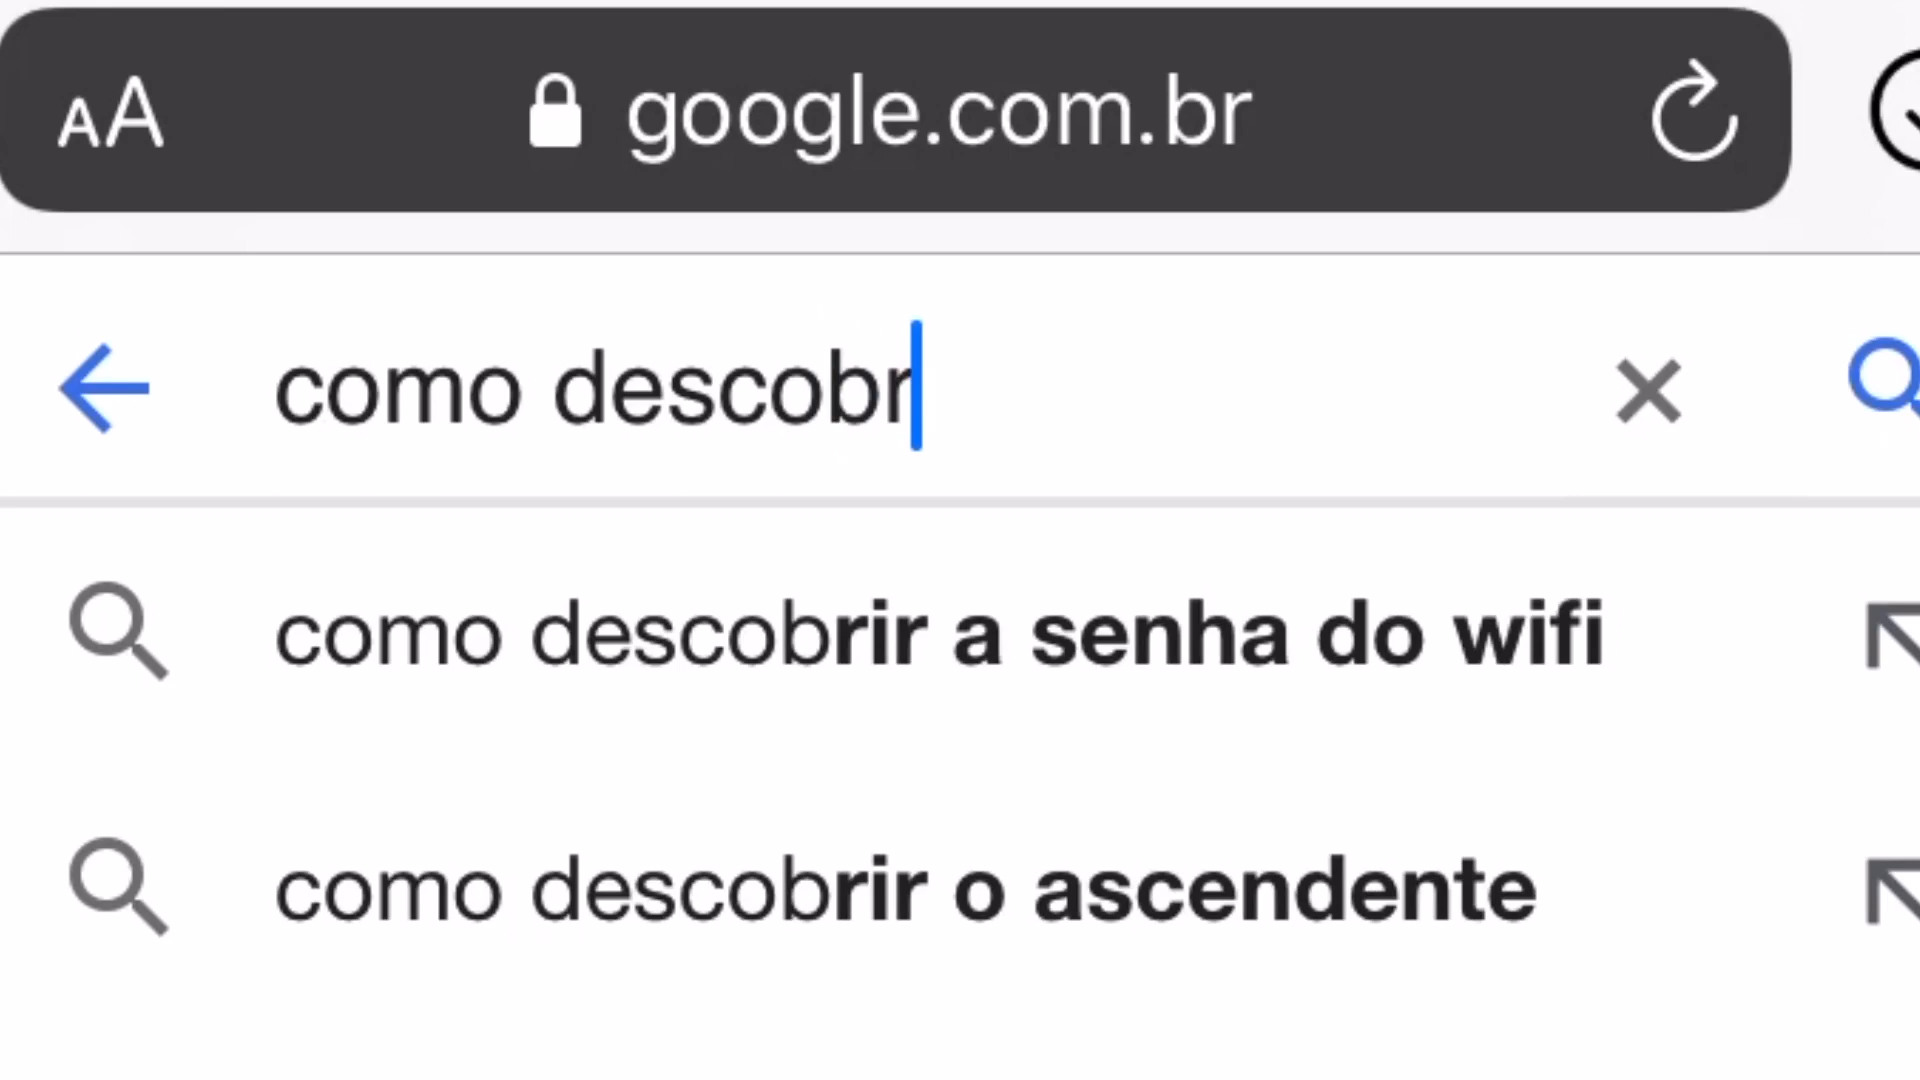 AA google.com.br
como descobr
como descobrir a senha do wifi
como descobrir o ascendente